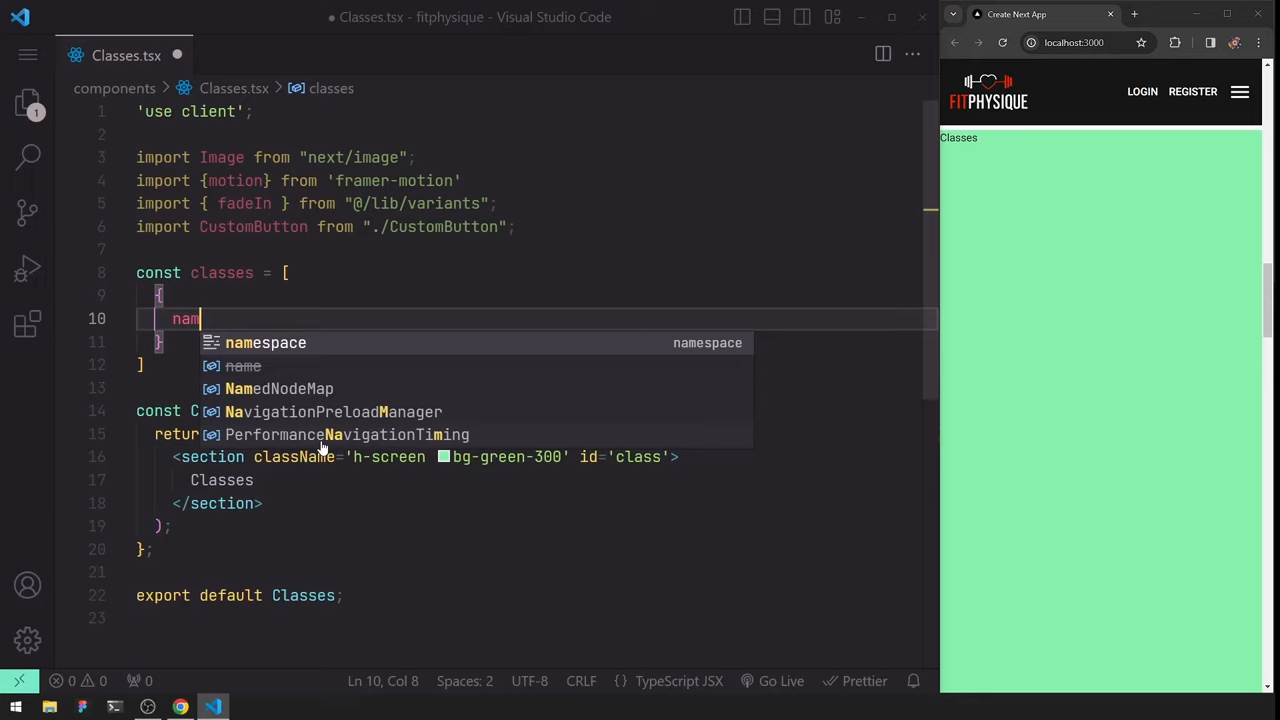 ● Classes.tsx - fitphysique - Visual Studio Code
Classes.tsx ●
components > Classes.tsx > classes
1 'use client';
2
3 import Image from "next/image";
4 import {motion} from 'framer-motion'
5 import { fadeIn } from "@/lib/variants";
6 import CustomButton from "./CustomButton";
7
8 const classes = [
9 {
10 nam
namespace namespace
11 }
name
12 ]
NamedNodeMap
13
NavigationPreloadManager
14 const C
PerformanceNavigationTiming
15 retur
16 <section className='h-screen bg-green-300' id='class'>
17 Classes
18 </section>
19 );
20 };
21
22 export default Classes;
23
1
Ln 10, Col 8 Spaces: 2 UTF-8 CRLF {} TypeScript JSX Go Live Prettier
0 0 0
Create Next App
localhost:3000
FITPHYSIQUE
LOGIN REGISTER
Classes